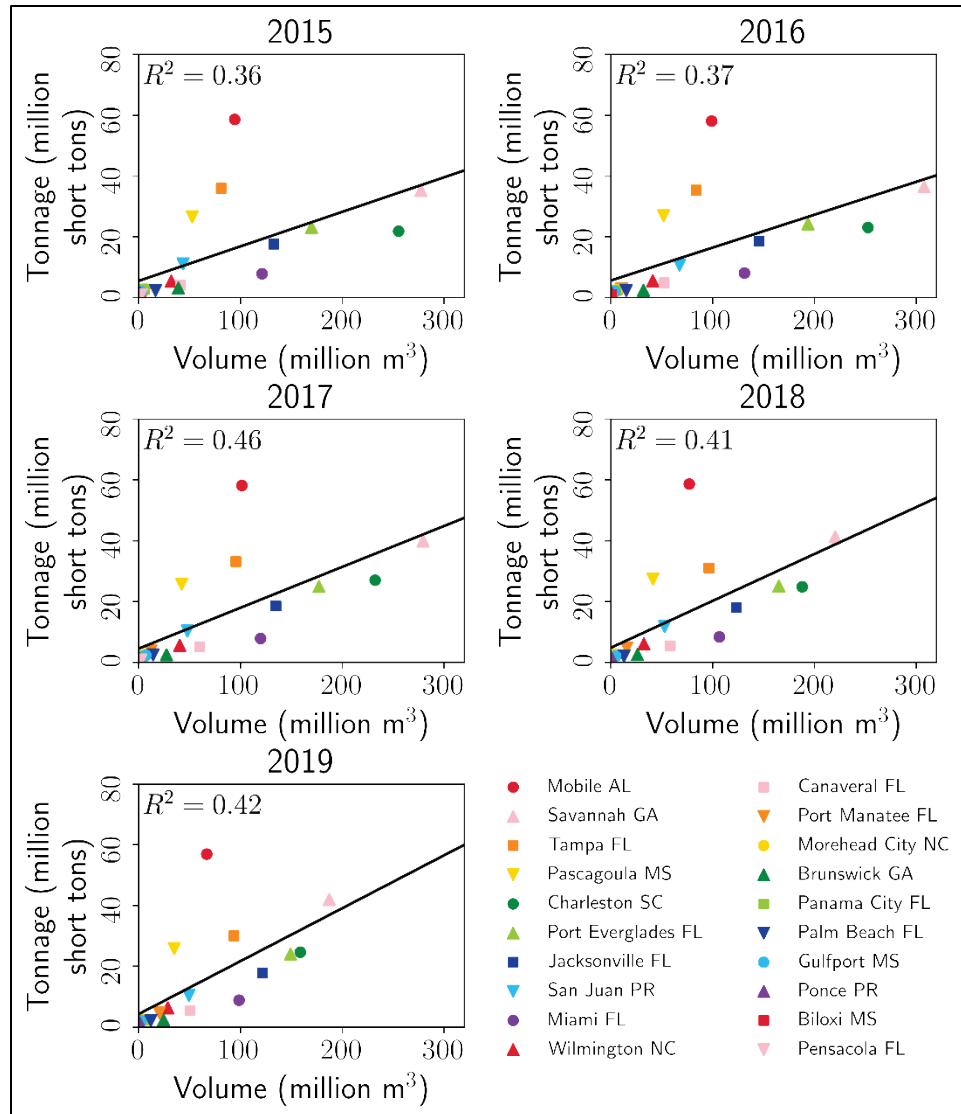 2015
R² = 0.36
Tonnage (million
short tons)
0 20 40 60 80
0 100 200 300
Volume (million m³)
2016
R² = 0.37
Tonnage (million
short tons)
0 20 40 60 80
0 100 200 300
Volume (million m³)
2017
R² = 0.46
Tonnage (million
short tons)
0 20 40 60 80
0 100 200 300
Volume (million m³)
2018
R² = 0.41
Tonnage (million
short tons)
0 20 40 60 80
0 100 200 300
Volume (million m³)
2019
R² = 0.42
Tonnage (million
short tons)
0 20 40 60 80
0 100 200 300
Volume (million m³)
Mobile AL
Savannah GA
Tampa FL
Pascagoula MS
Charleston SC
Port Everglades FL
Jacksonville FL
San Juan PR
Miami FL
Wilmington NC
Canaveral FL
Port Manatee FL
Morehead City NC
Brunswick GA
Panama City FL
Palm Beach FL
Gulfport MS
Ponce PR
Biloxi MS
Pensacola FL